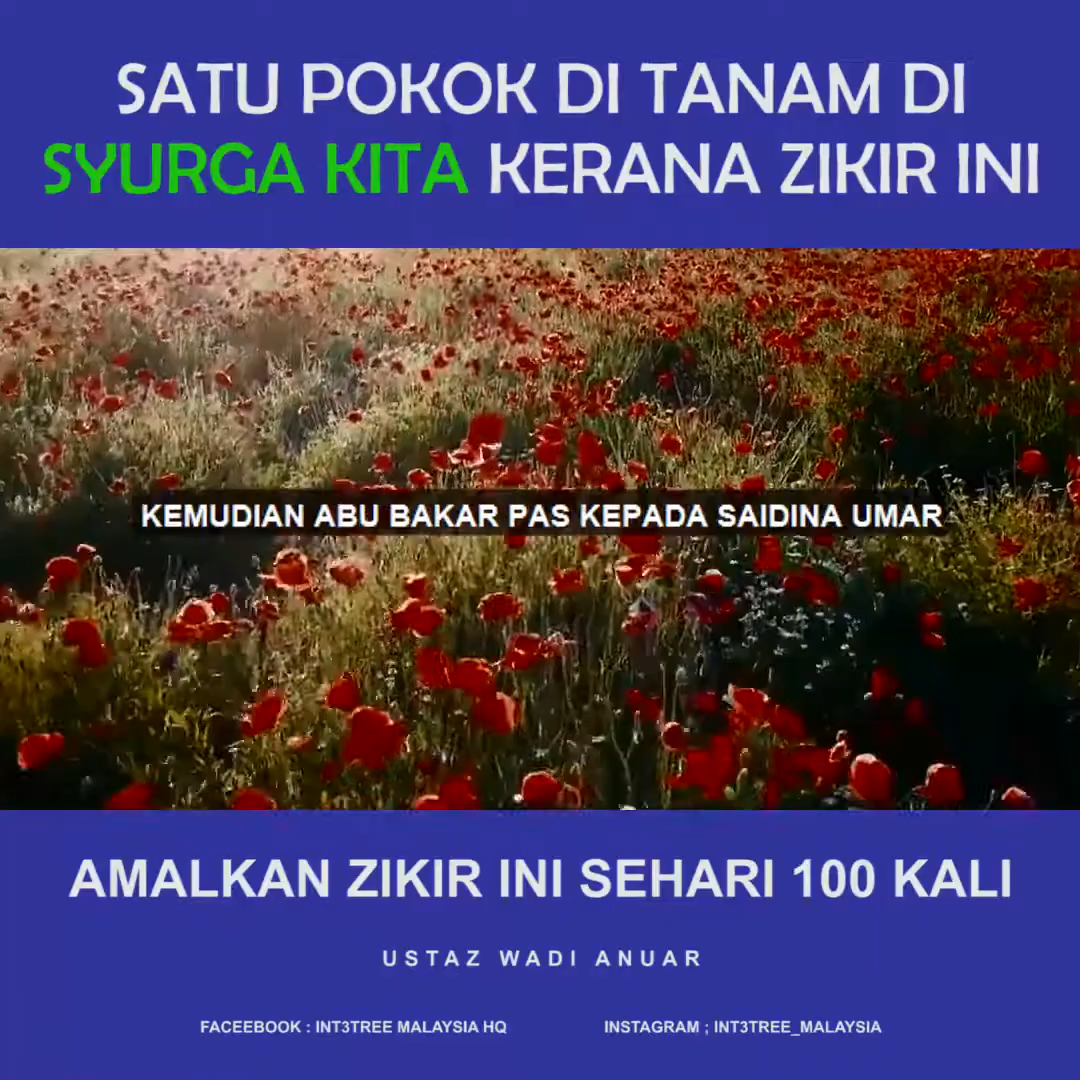 SATU POKOK DI TANAM DI
SYURGA KITA KERANA ZIKIR INI
KEMUDIAN ABU BAKAR PAS KEPADA SAIDINA UMAR
AMALKAN ZIKIR INI SEHARI 100 KALI
USTAZ WADI ANUAR
FACEEBOOK : INT3TREE MALAYSIA HQ
INSTAGRAM ; INT3TREE_MALAYSIA